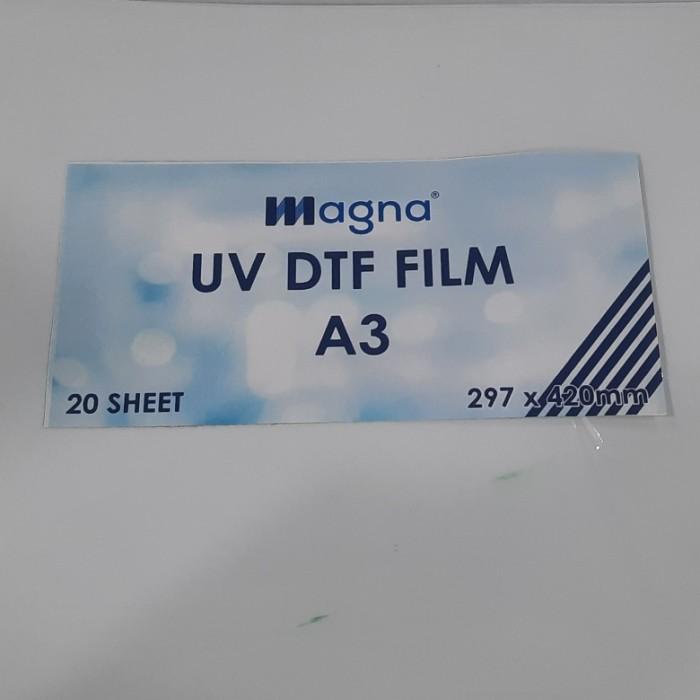 Magna®
UV DTF FILM
A3
20 SHEET
297 x 420mm